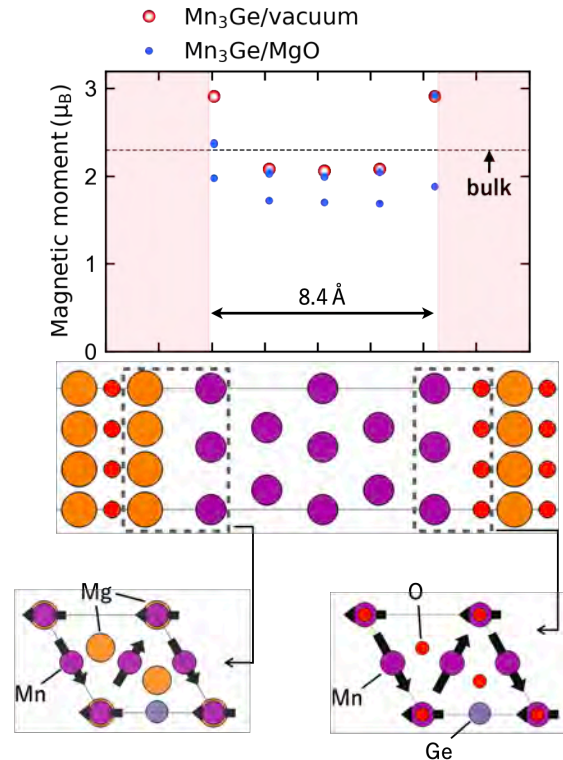 Mn₃Ge/vacuum
Mn₃Ge/MgO
Magnetic moment (μB)
3
2
1
0
bulk
8.4 Å
Mg
Mn
O
Mn
Ge